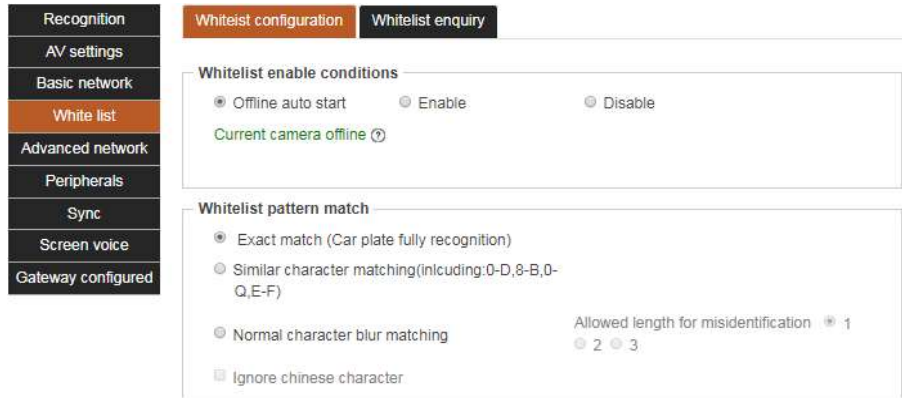 Recognition
AV settings
Basic network
White list
Advanced network
Peripherals
Sync
Screen voice
Gateway configured
Whiteist configuration
Whitelist enquiry
Whitelist enable conditions
Offline auto start
Enable
Disable
Current camera offline ?
Whitelist pattern match
Exact match (Car plate fully recognition)
Similar character matching(inlcuding:0-D,8-B,0-
Q,E-F)
Normal character blur matching
Allowed length for misidentification 1
2 3
Ignore chinese character